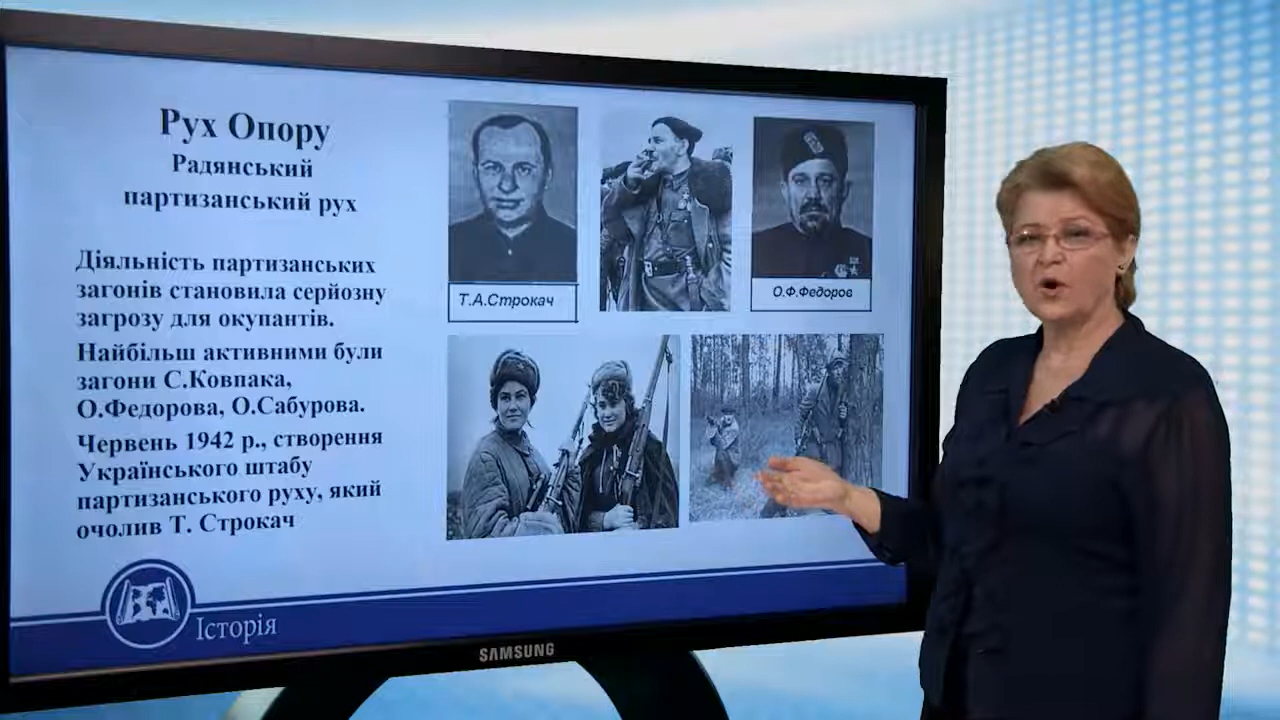 Рух Опору
Радянський
партизанський рух
Діяльність партизанських
загонів становила серйозну
загрозу для окупантів.
Найбільш активними були
загони С.Ковпака,
О.Федорова, О.Сабурова.
Червень 1942 р., створення
Українського штабу
партизанського руху, який
очолив Т. Строкач
Т.А.Строкач
О.Ф.Федоров
Історія
SAMSUNG